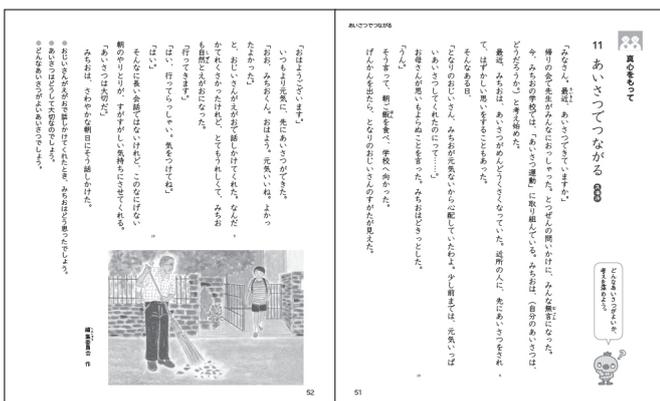 あいさつでつながる
真心をもって
11 あいさつでつながる
どんなあいさつがよいか、
考えを深めよう。
「みなさん、最近、あいさつできていますか。」
帰りの会で先生がみんなにおっしゃった。とつぜんの問いかけに、みんな無言になった。
今、みちおの学校では、「あいさつ運動」に取り組んでいる。みちおは、（自分のあいさつは、
どうだろうか。）と考え始めた。
最近、みちおは、あいさつがめんどうくさくなっていた。近所の人に、先にあいさつをされ
て、はずかしい思いをすることもあった。
そんなある日、
「となりのおじいさん、みちおが元気ないから心配していたわよ。少し前までは、元気いっぱ
いあいさつしてくれたのにって……。」
お母さんが思いもよらぬことを言った。みちおはどきっとした。
「うん。」
そう言って、朝ご飯を食べ、学校へ向かった。
げんかんを出たら、となりのおじいさんのすがたが見えた。
51
「おはようございます。」
いつもより元気に、先にあいさつができた。
「おお、みちおくん。おはよう。元気いいね。よかっ
たよかった。」
と、おじいさんがえがおで話しかけてくれた。なんだ
かてれくさかったけれど、とてもうれしくて、みちお
も自然とえがおになった。
「行ってきます。」
「はい、行ってらっしゃい。気をつけてね。」
「はい。」
そんなに長い会話ではないけれど、このなにげない
朝のやりとりが、すがすがしい気持ちにさせてくれる。
「あいさつは大切だ。」
みちおは、さわやかな朝日にそう話しかけた。
編集委員会 作
●おじいさんがえがおで話しかけてくれたとき、みちおはどう思ったでしょう。
●あいさつはどうして大切なのでしょう。
●どんなあいさつがよいあいさつでしょう。
52